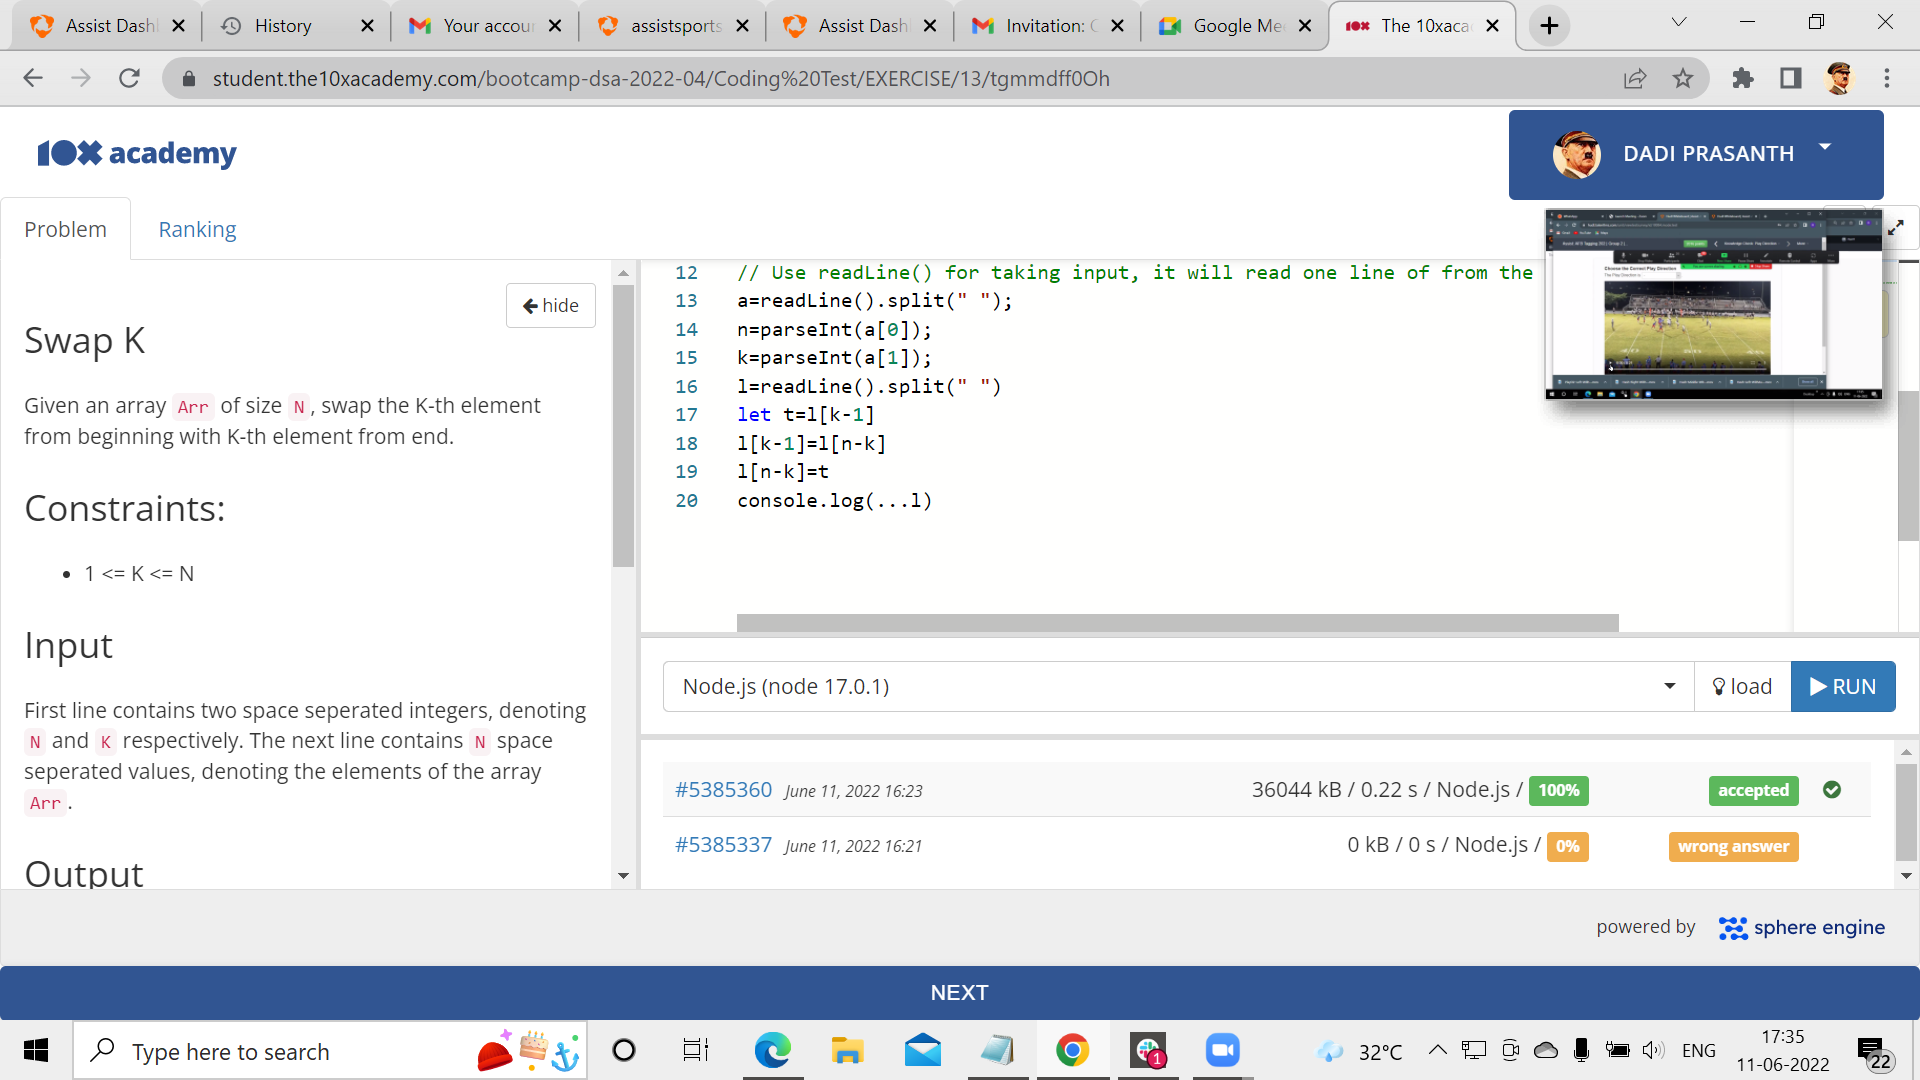 Assist Dash
History
Your accou
assistsports
Assist Dash
Invitation: C
Google Me
The 10xaca
student.the10xacademy.com/bootcamp-dsa-2022-04/Coding%20Test/EXERCISE/13/tgmmdff0Oh
10x academy
DADI PRASANTH
Problem
Ranking
hide
Swap K
Given an array Arr of size N , swap the K-th element
from beginning with K-th element from end.
Constraints:
• 1 <= K <= N
Input
First line contains two space seperated integers, denoting
N and K respectively. The next line contains N space
seperated values, denoting the elements of the array
Arr .
Output
12 // Use readLine() for taking input, it will read one line of from the
13 a=readLine().split(" ");
14 n=parseInt(a[0]);
15 k=parseInt(a[1]);
16 l=readLine().split(" ")
17 let t=l[k-1]
18 l[k-1]=l[n-k]
19 l[n-k]=t
20 console.log(...l)
Choose the Correct Play Direction
Node.js (node 17.0.1)
load
RUN
#5385360 June 11, 2022 16:23 36044 kB / 0.22 s / Node.js / 100% accepted
#5385337 June 11, 2022 16:21 0 kB / 0 s / Node.js / 0% wrong answer
powered by sphere engine
NEXT
Type here to search
1
32°C
ENG
17:35
11-06-2022
22